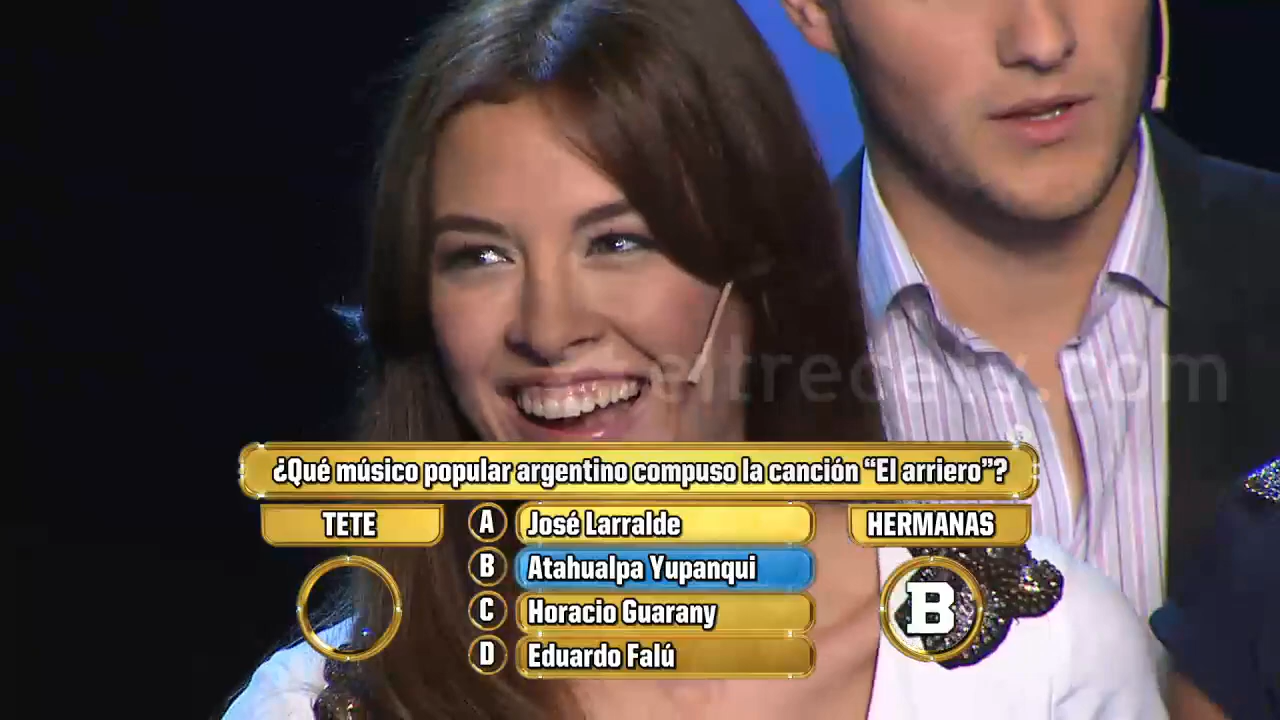 ¿Qué músico popular argentino compuso la canción “El arriero”?
TETE
A José Larralde
HERMANAS
B Atahualpa Yupanqui
B
C Horacio Guarany
D Eduardo Falú